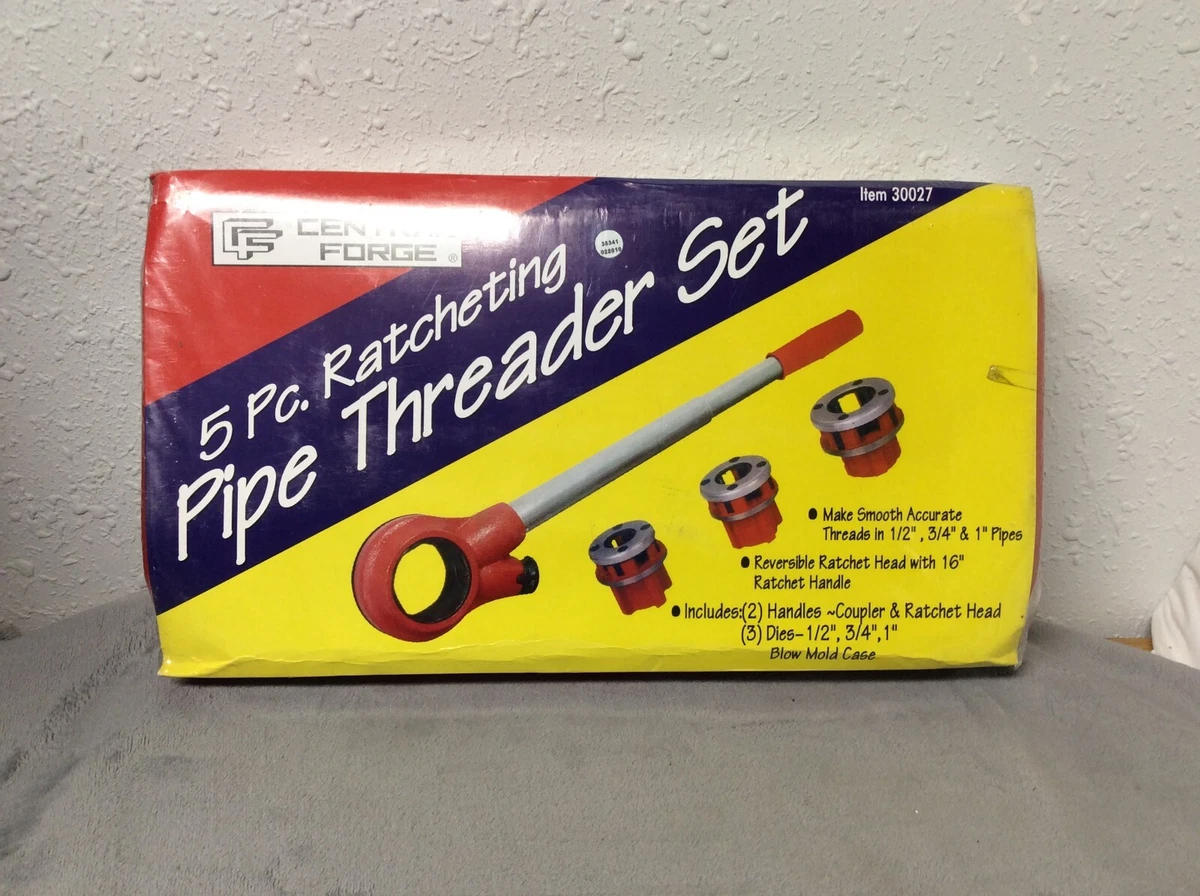 Item 30027
CENTRAL
FORGE ®
38341
5 Pc. Ratcheting
Pipe Threader Set
• Make Smooth Accurate
Threads in 1/2", 3/4" & 1" Pipes
• Reversible Ratchet Head with 16"
Ratchet Handle
• Includes:(2) Handles ~Coupler & Ratchet Head
(3) Dies-1/2", 3/4", 1"
Blow Mold Case